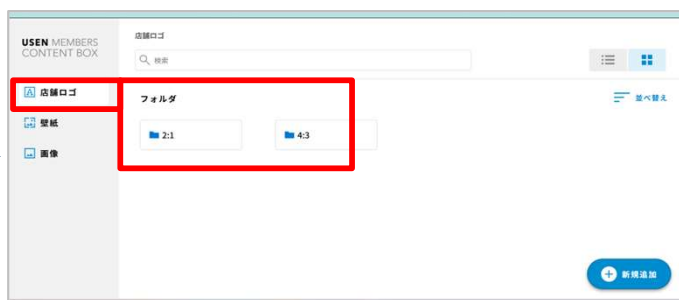 USEN MEMBERS
CONTENT BOX
店舗ロゴ
壁紙
画像
店舗ロゴ
検索
フォルダ
並べ替え
2:1
4:3
新規追加